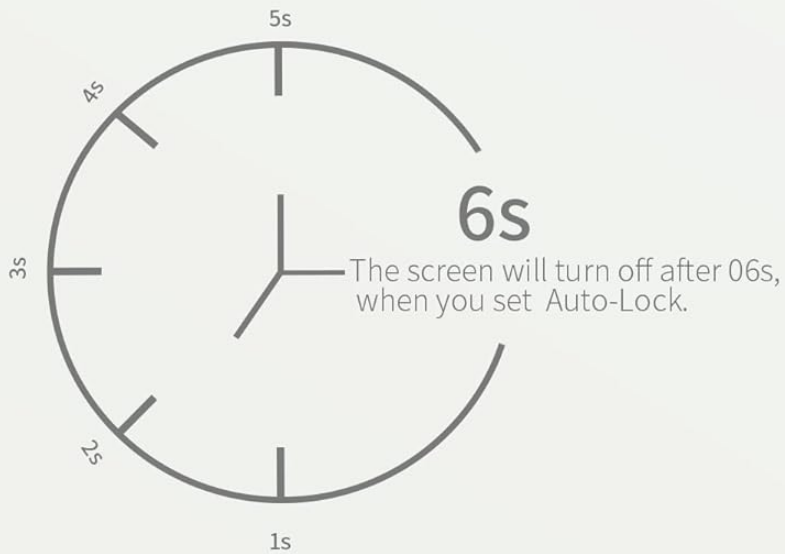 5s
4s
6s
3s
The screen will turn off after 06s,
when you set Auto-Lock.
2s
1s